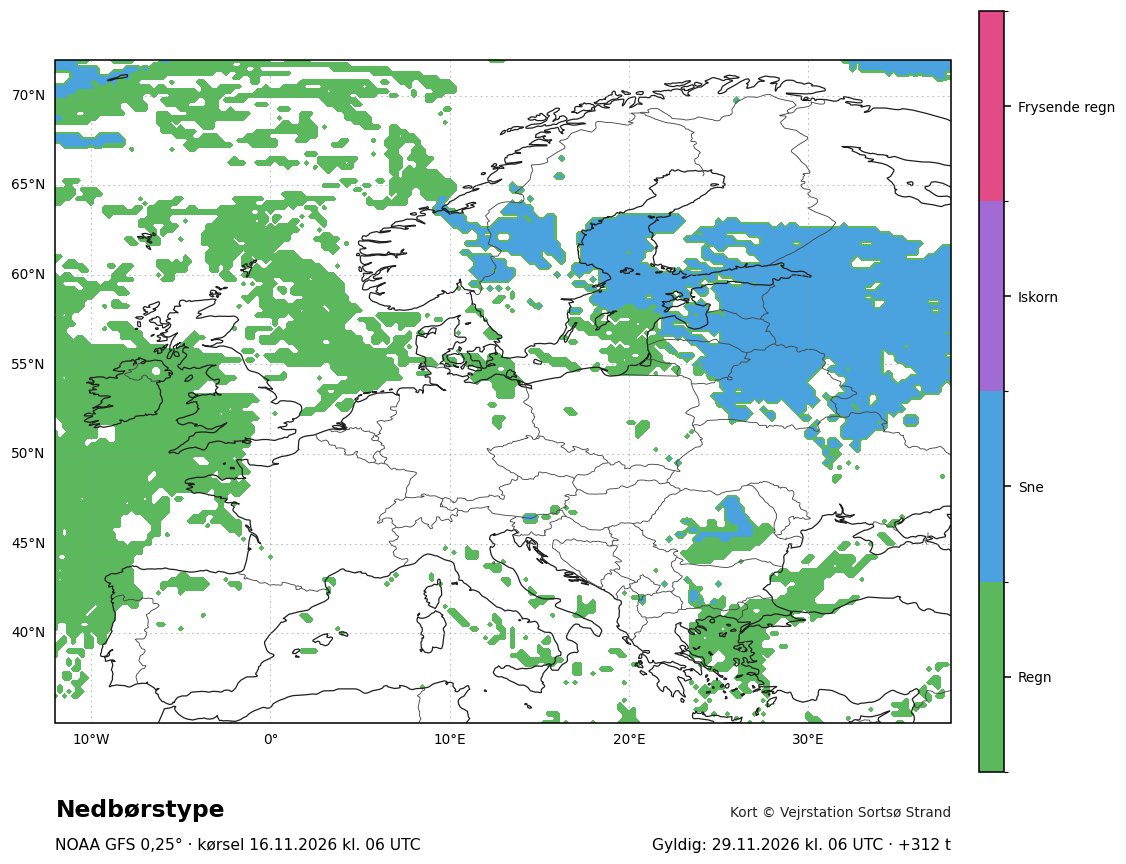 Frysende regn
Iskorn
Sne
Regn
70°N
65°N
60°N
55°N
50°N
45°N
40°N
10°W 0° 10°E 20°E 30°E
Nedbørstype
Kort © Vejrstation Sortsø Strand
NOAA GFS 0,25° · kørsel 16.11.2026 kl. 06 UTC
Gyldig: 29.11.2026 kl. 06 UTC · +312 t